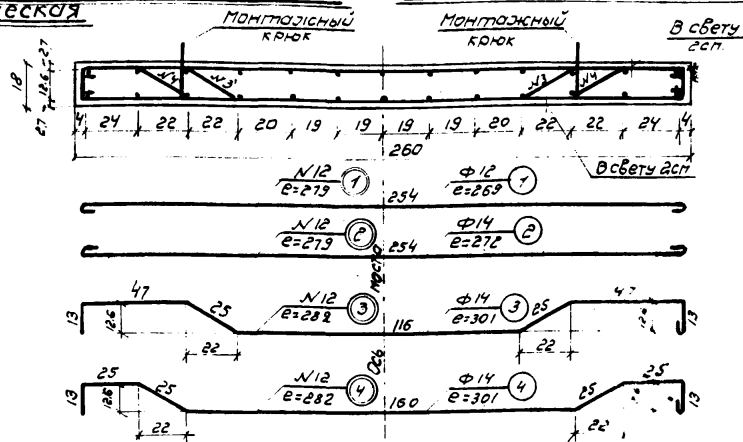 еская
Монтажный
крюк
Монтажный
крюк
В свету
2см.
N4
N3'
N3
N4
18
2.7
12.6
2.7
4 24 22 22 20 19 19 19 19 20 22 22 24 4
260
В свету 2см
N12
e=279
1
254
Ф12
e=269
1
N12
e=279
2
254
Ф14
e=272
2
моста
47
25
N12
e=282
3
116
Ф14
e=301
3
25
47
13
12.6
22
22
12.6
13
Ось
25
25
N12
e=282
4
160
Ф14
e=301
4
25
25
13
12.6
22
22
13